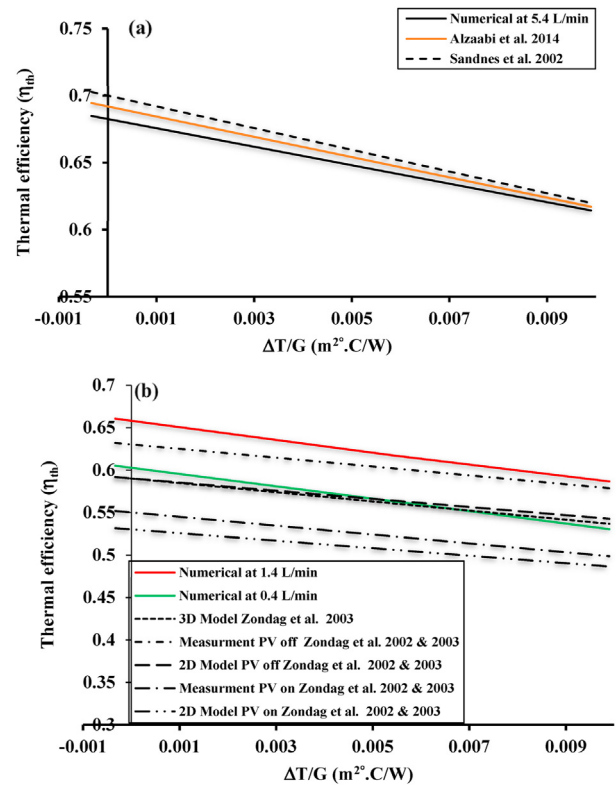 (a)
Numerical at 5.4 L/min
Alzaabi et al. 2014
Sandnes et al. 2002
Thermal efficiency (ηth)
0.75
0.7
0.65
0.6
0.55
-0.001 0.001 0.003 0.005 0.007 0.009
ΔT/G (m²°.C/W)
(b)
Thermal efficiency (ηth)
0.7
0.65
0.6
0.55
0.5
0.45
0.4
0.35
0.3
Numerical at 1.4 L/min
Numerical at 0.4 L/min
3D Model Zondag et al. 2003
Measurment PV off Zondag et al. 2002 & 2003
2D Model PV off Zondag et al. 2002 & 2003
Measurment PV on Zondag et al. 2002 & 2003
2D Model PV on Zondag et al. 2002 & 2003
-0.001 0.001 0.003 0.005 0.007 0.009
ΔT/G (m²°.C/W)